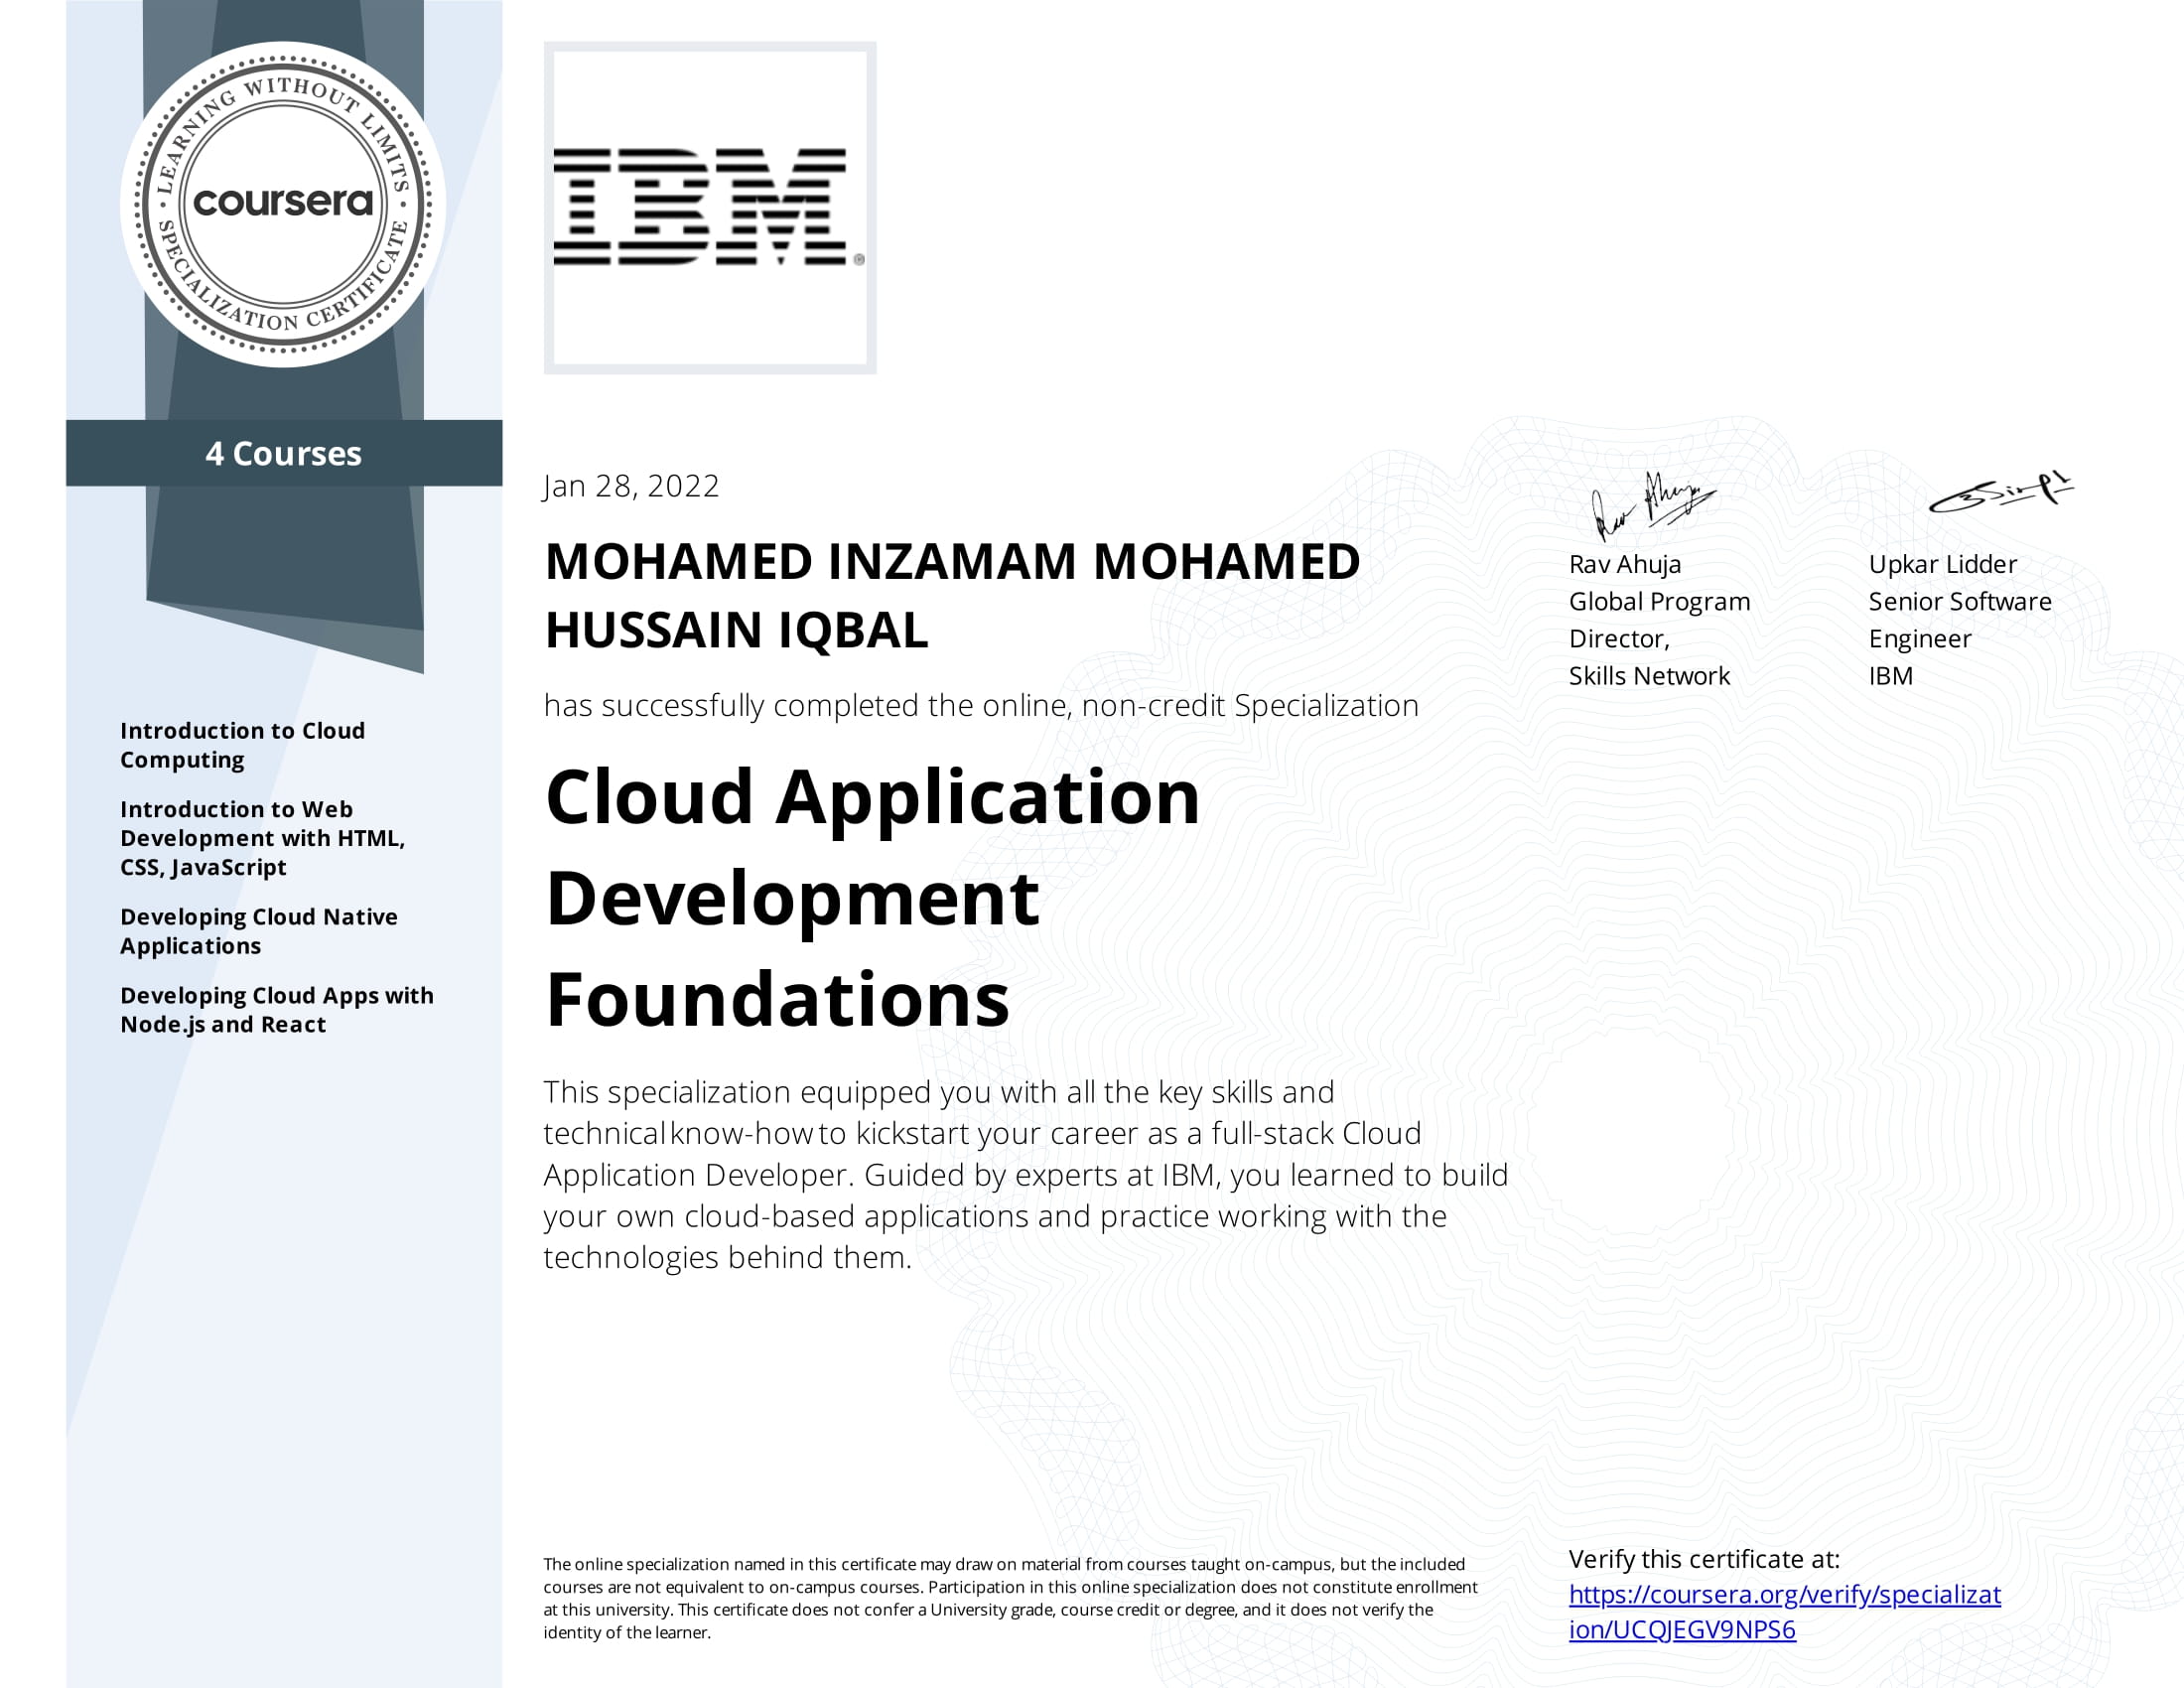 LEARNING WITHOUT LIMITS
coursera
SPECIALIZATION CERTIFICATE
4 Courses
Introduction to Cloud
Computing
Introduction to Web
Development with HTML,
CSS, JavaScript
Developing Cloud Native
Applications
Developing Cloud Apps with
Node.js and React
IBM®
Jan 28, 2022
MOHAMED INZAMAM MOHAMED
HUSSAIN IQBAL
has successfully completed the online, non-credit Specialization
Cloud Application
Development
Foundations
This specialization equipped you with all the key skills and
technical know-how to kickstart your career as a full-stack Cloud
Application Developer. Guided by experts at IBM, you learned to build
your own cloud-based applications and practice working with the
technologies behind them.
Rav Ahuja
Rav Ahuja
Global Program
Director,
Skills Network
Upkar Lidder
Senior Software
Engineer
IBM
The online specialization named in this certificate may draw on material from courses taught on-campus, but the included
courses are not equivalent to on-campus courses. Participation in this online specialization does not constitute enrollment
at this university. This certificate does not confer a University grade, course credit or degree, and it does not verify the
identity of the learner.
Verify this certificate at:
https://coursera.org/verify/specializat
ion/UCQJEGV9NPS6